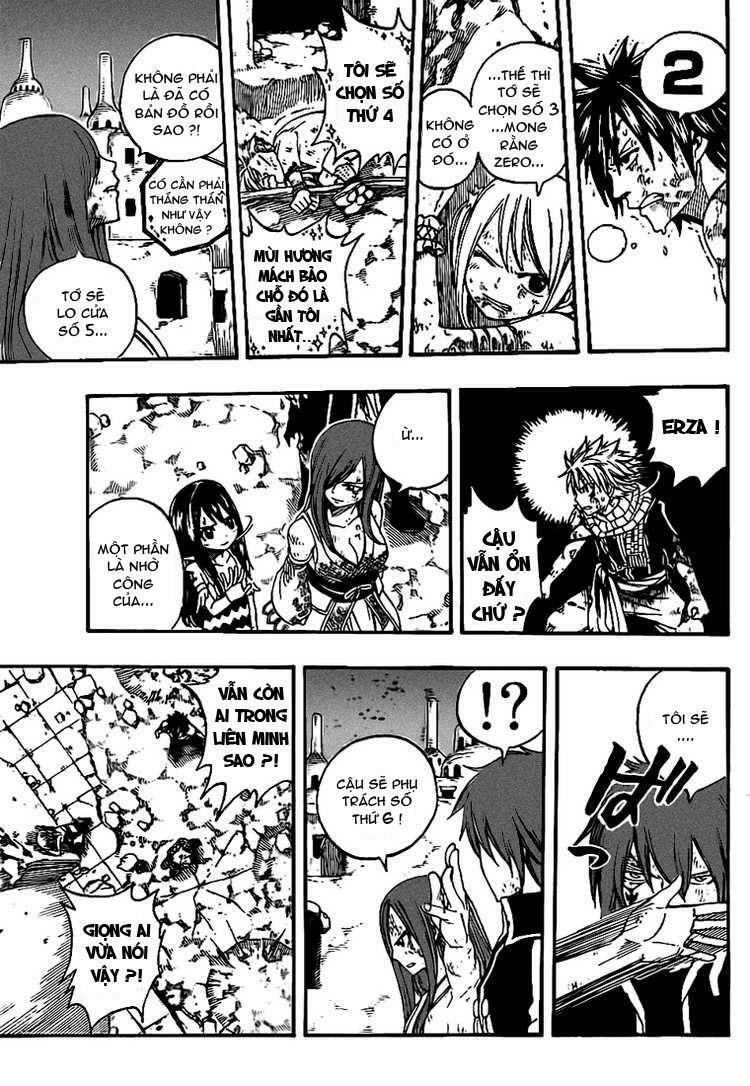 2
...THẾ THÌ
TỚ SẼ
CHỌN SỐ 3
...MONG
RẰNG
ZERO...
KHÔNG
CÓ Ở
ĐÓ...
TÔI SẼ
CHỌN SỐ
THỨ 4
MÙI HƯƠNG
MÁCH BẢO
CHỖ ĐÓ LÀ
GẦN TÔI
NHẤT...
KHÔNG PHẢI
LÀ ĐÃ CÓ
BẢN ĐỒ RỒI
SAO ?!
CÓ CẦN PHẢI
THẲNG THẮN
NHƯ VẬY
KHÔNG ?
TỚ SẼ
LO CỬA
SỐ 5...
ERZA !
CẬU
VẪN ỔN
ĐẤY
CHỨ ?
Ừ...
MỘT PHẦN
LÀ NHỜ
CÔNG
CỦA...
TÔI SẼ
....
ばっ
!?
CẬU SẼ PHỤ
TRÁCH SỐ
THỨ 6 !
VẪN CÒN
AI TRONG
LIÊN MINH
SAO ?!
GIỌNG AI
VỪA NÓI
VẬY ?!